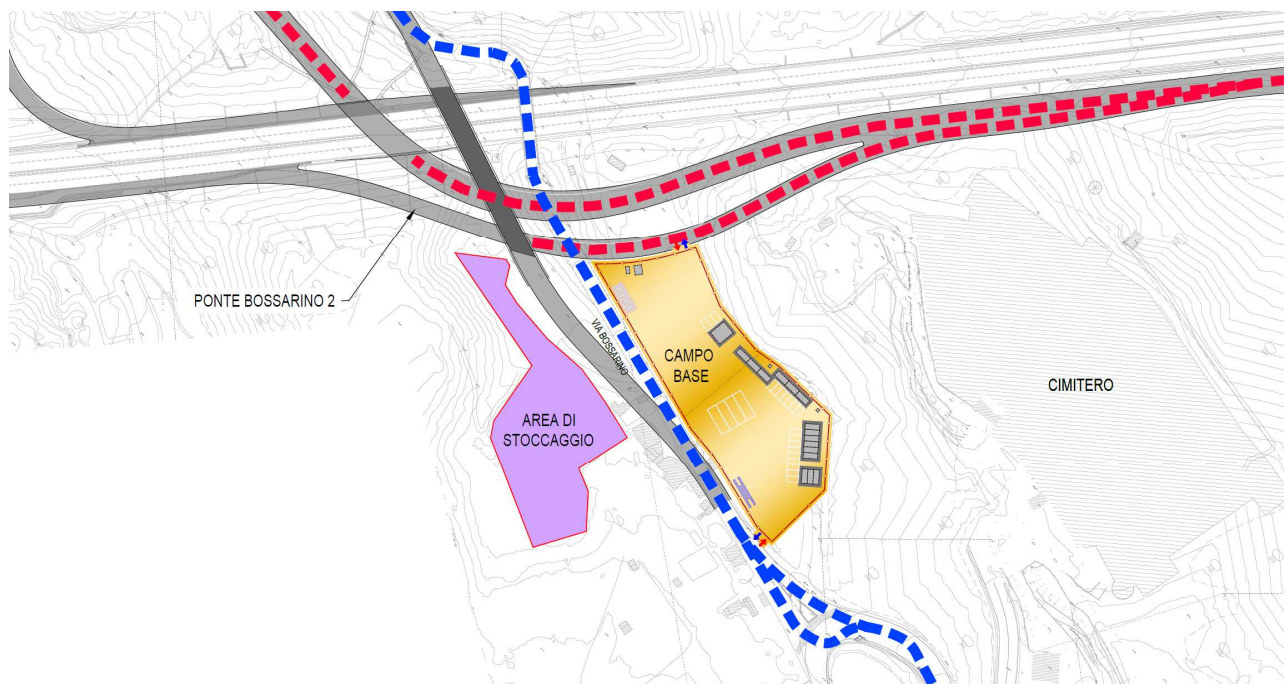 PONTE BOSSARINO 2
VIA BOSSARINO
CAMPO
BASE
CIMITERO
AREA DI
STOCCAGGIO